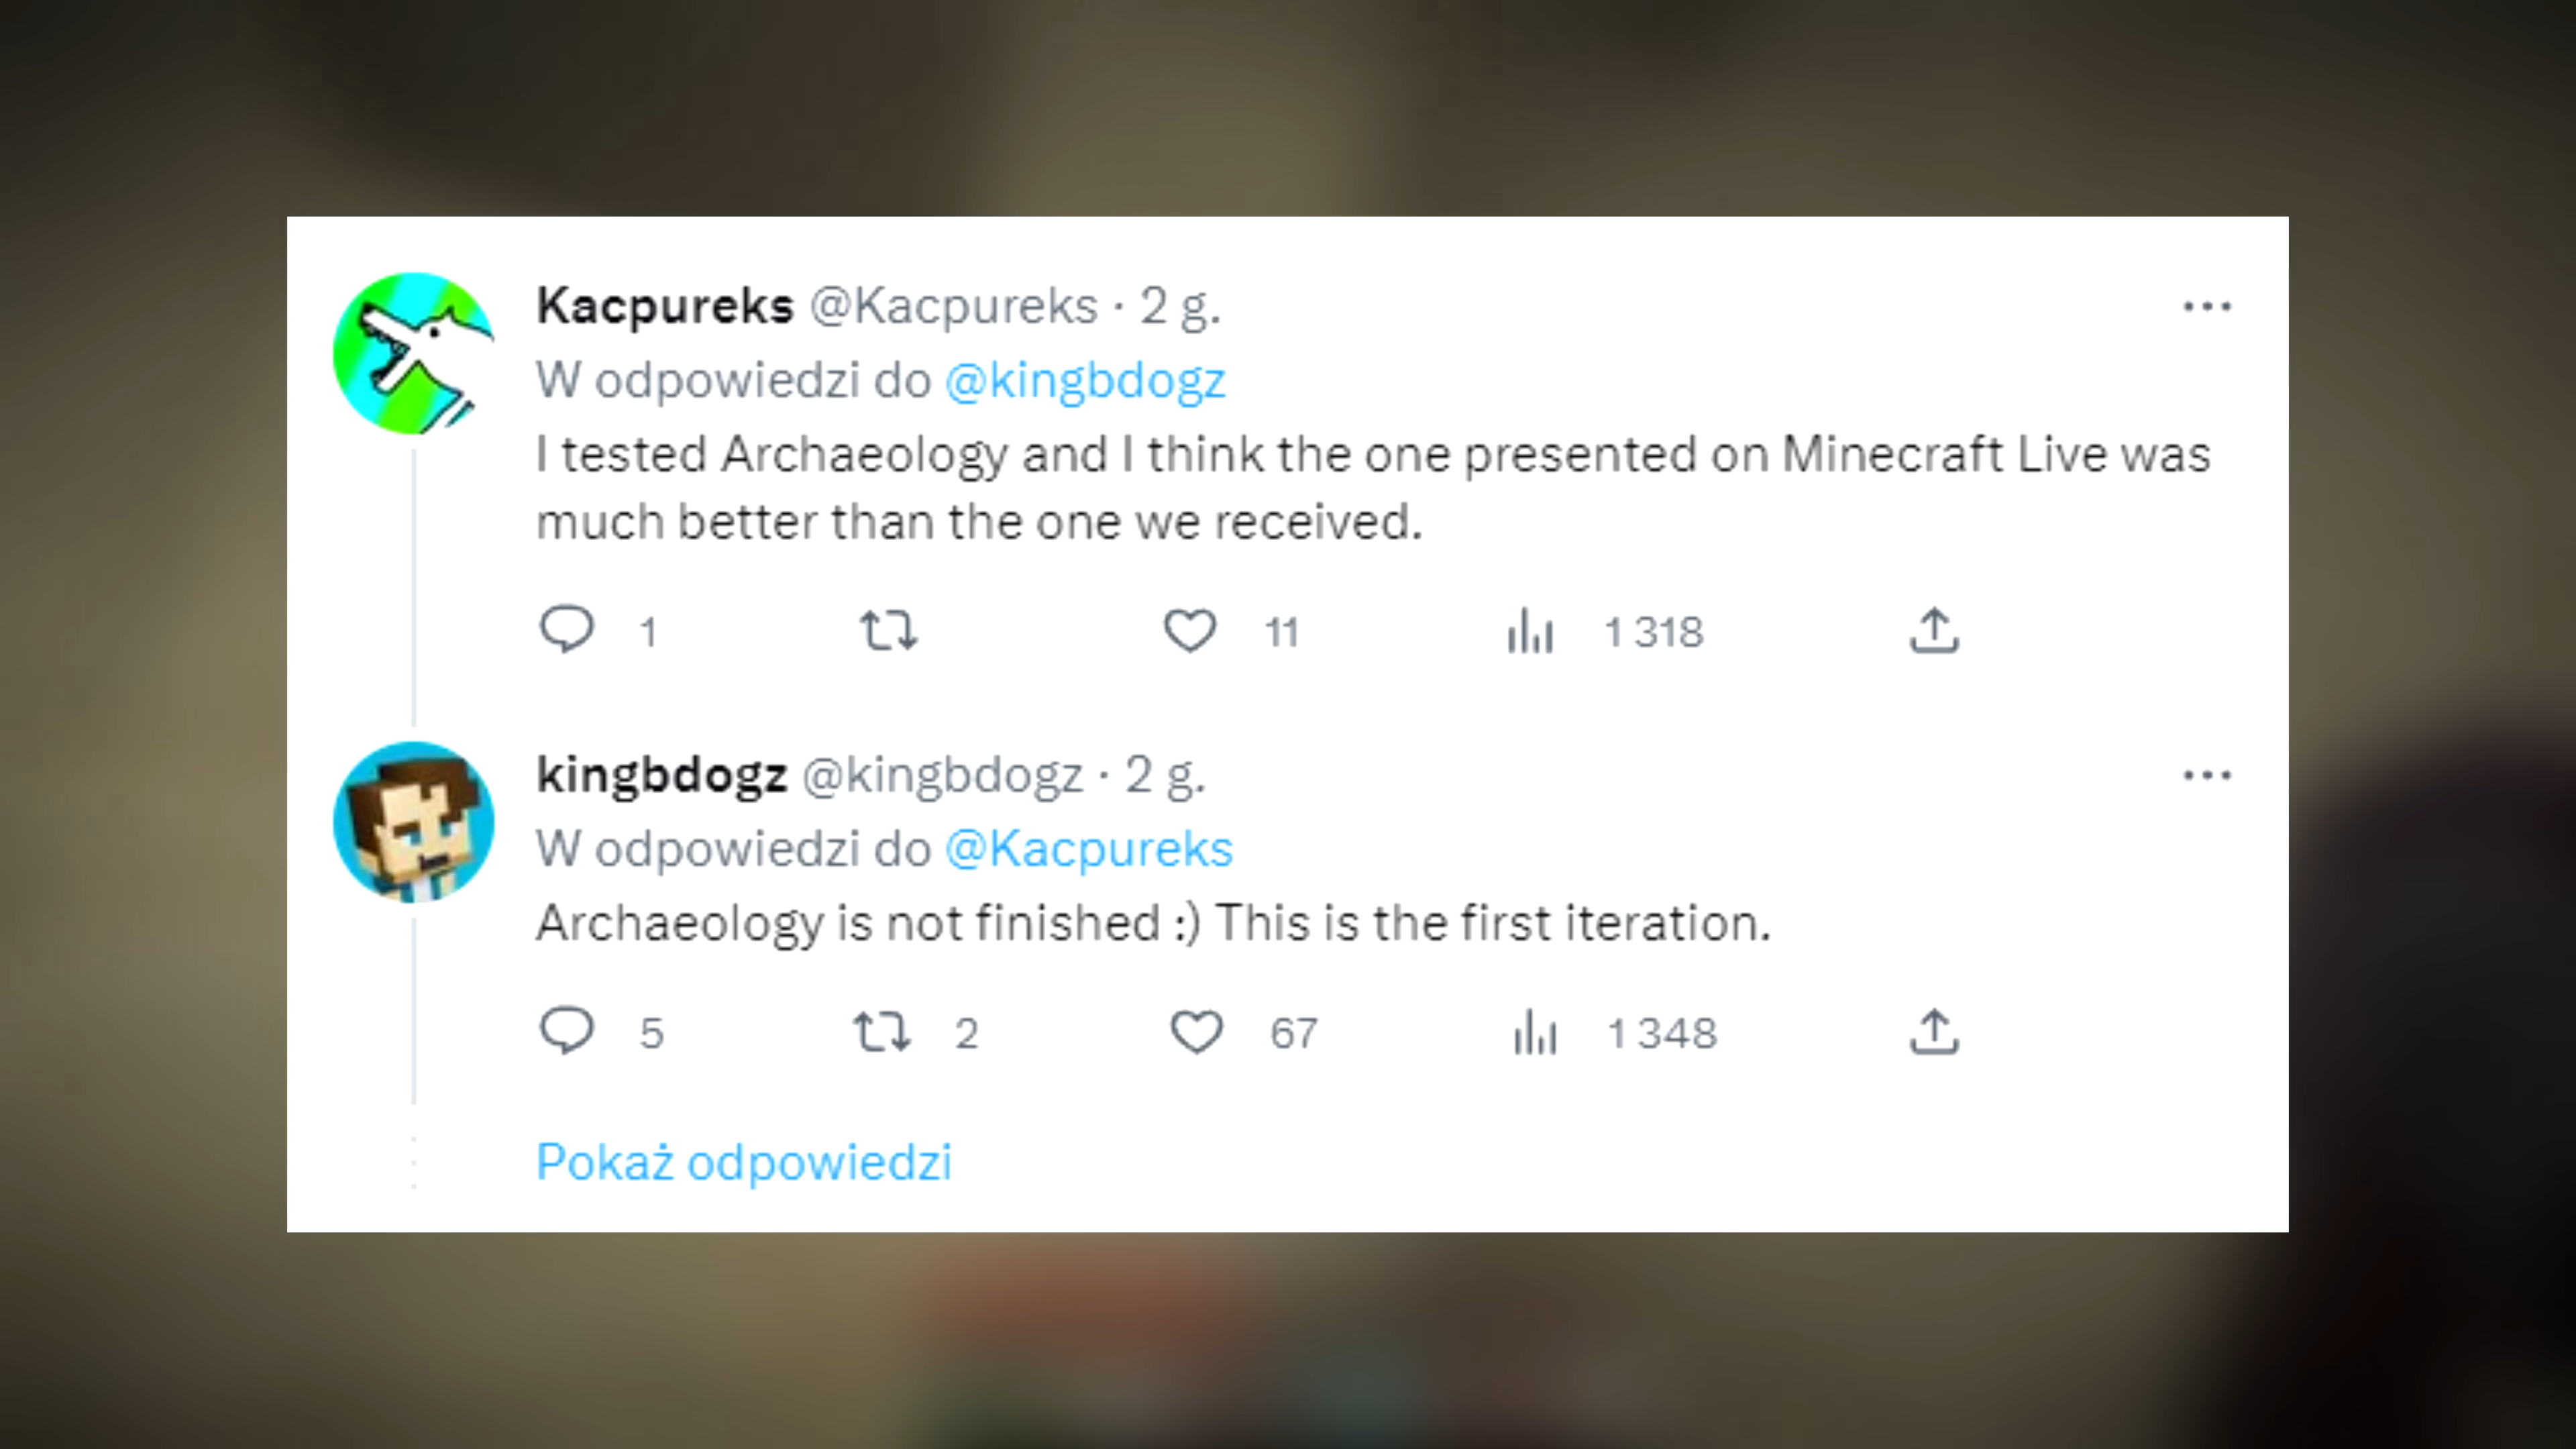 Kacpureks @Kacpureks · 2 g.
W odpowiedzi do @kingbdogz
I tested Archaeology and I think the one presented on Minecraft Live was
much better than the one we received.
1 11 1 318
kingbdogz @kingbdogz · 2 g.
W odpowiedzi do @Kacpureks
Archaeology is not finished :) This is the first iteration.
5 2 67 1 348
Pokaż odpowiedzi